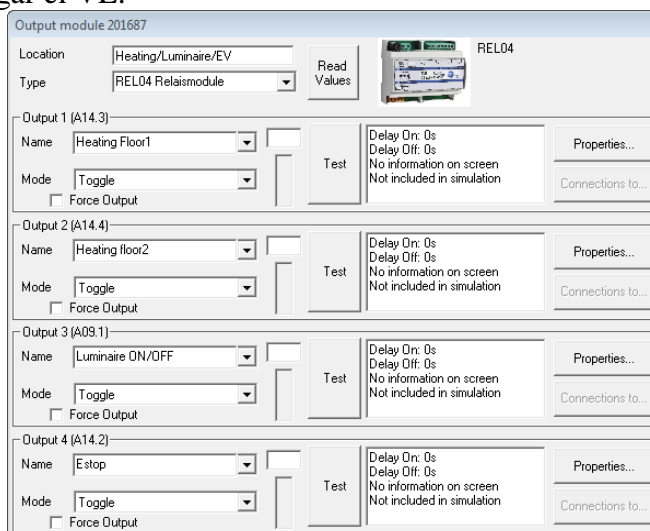 gar el VE.
Output module 201687
Location Heating/Luminaire/EV Read Values REL04
Type REL04 Relaismodule
Output 1 (A14.3)
Name Heating Floor1 Test Delay On: 0s Properties...
Delay Off: 0s
No information on screen
Mode Toggle Not included in simulation Connections to...
Force Output
Output 2 (A14.4)
Name Heating floor2 Test Delay On: 0s Properties...
Delay Off: 0s
No information on screen
Mode Toggle Not included in simulation Connections to...
Force Output
Output 3 (A09.1)
Name Luminaire ON/OFF Test Delay On: 0s Properties...
Delay Off: 0s
No information on screen
Mode Toggle Not included in simulation Connections to...
Force Output
Output 4 (A14.2)
Name Estop Test Delay On: 0s Properties...
Delay Off: 0s
No information on screen
Mode Toggle Not included in simulation Connections to...
Force Output